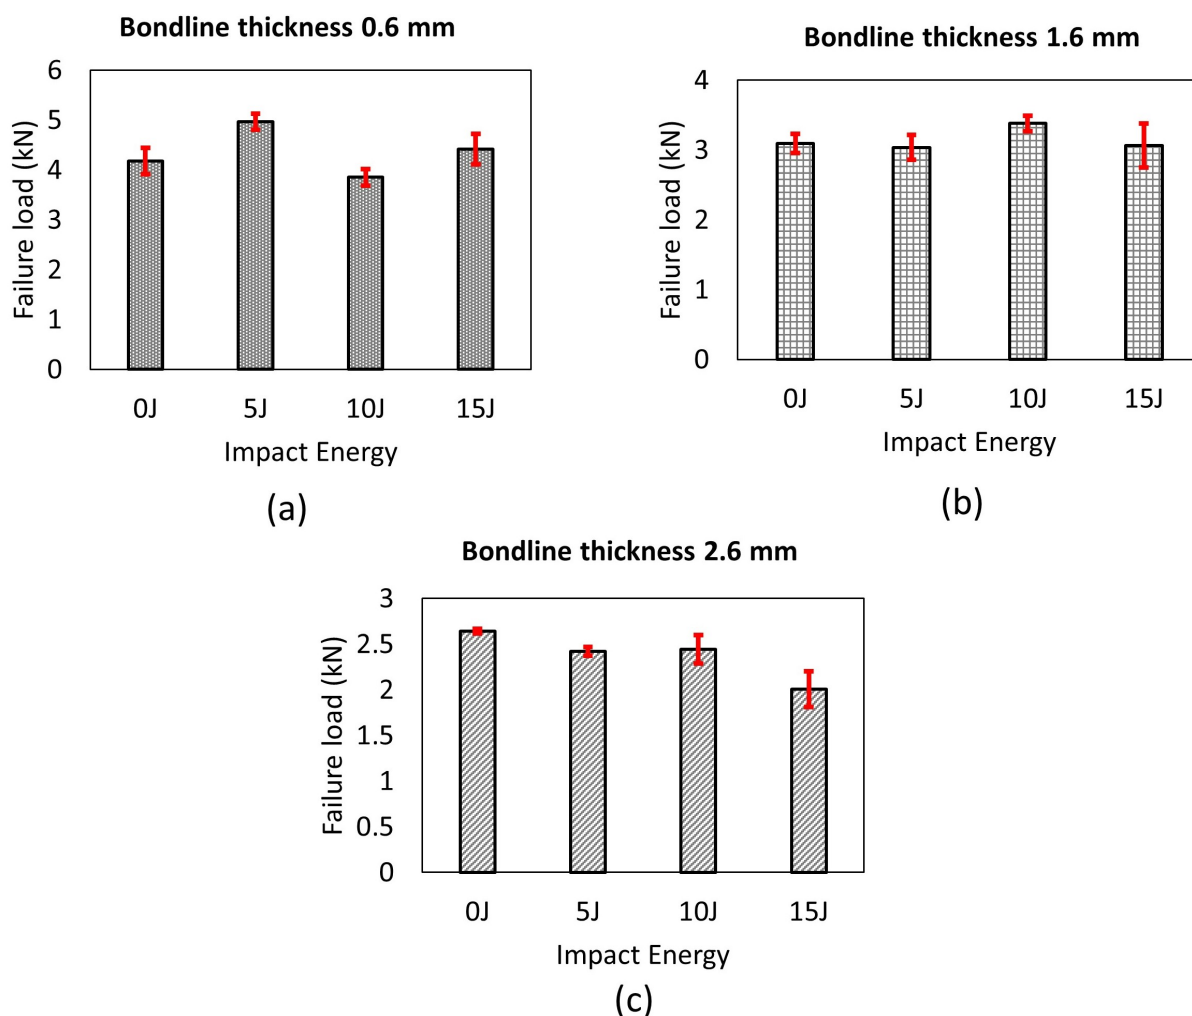 Bondline thickness 0.6 mm
Failure load (kN)
6
5
4
3
2
1
0
0J 5J 10J 15J
Impact Energy
(a)
Bondline thickness 1.6 mm
Failure load (kN)
4
3
2
1
0
0J 5J 10J 15J
Impact Energy
(b)
Bondline thickness 2.6 mm
Failure load (kN)
3
2.5
2
1.5
1
0.5
0
0J 5J 10J 15J
Impact Energy
(c)